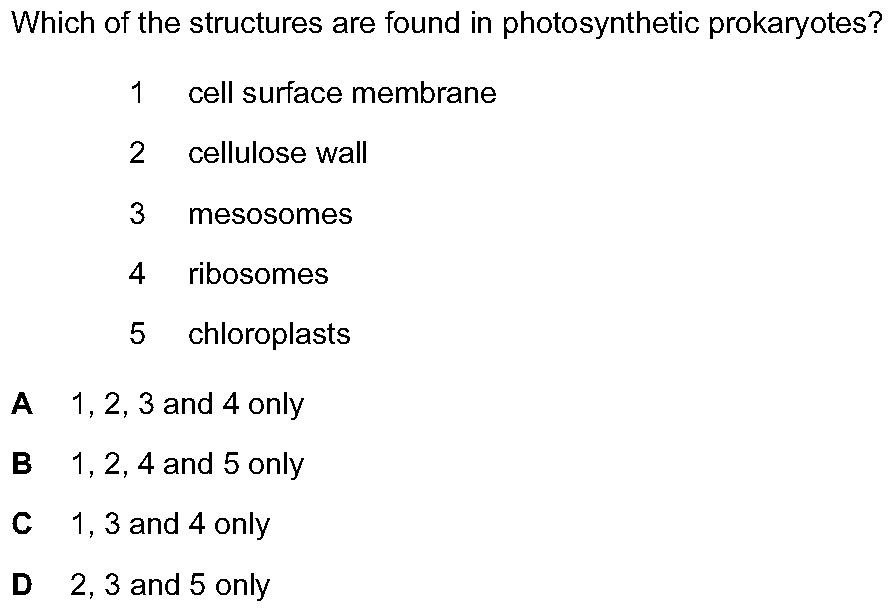 Which of the structures are found in photosynthetic prokaryotes?
1 cell surface membrane
2 cellulose wall
3 mesosomes
4 ribosomes
5 chloroplasts
A 1, 2, 3 and 4 only
B 1, 2, 4 and 5 only
C 1, 3 and 4 only
D 2, 3 and 5 only